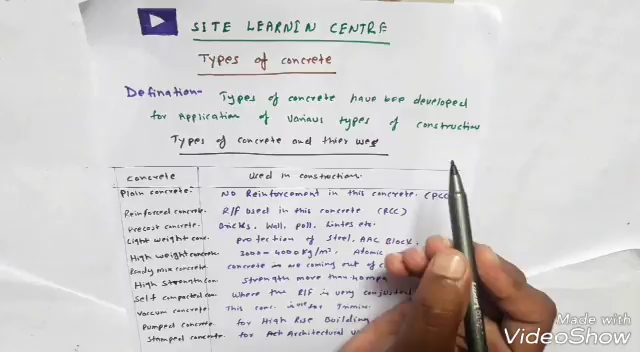 SITE LEARNIN CENTRE
Types of concrete
Defination- Types of concrete have bee developed
for application of various types of construction
Types of concrete and thier uses
Concrete Used in construction.
Plain concrete. NO Reinforcement in this concrete. (PCC)
Reinforced concrete. R/F used in this concrete (RCC)
Precast concrete. Bricks, Wall, Poll, Lintes etc.
Light weight conc. protection of Steel, AAC Block,
High weight concrete 3000 4000 kg/m³, Atomic
Ready mix concrete concrete are coming out of
High strength con. Strength more than
Self compacted con. Where the R/F is very
Vaccum concrete. This conc. is use for
Pumped concrete. for High Rise Building
Stamped concrete. for Architectural
Made with
VideoShow